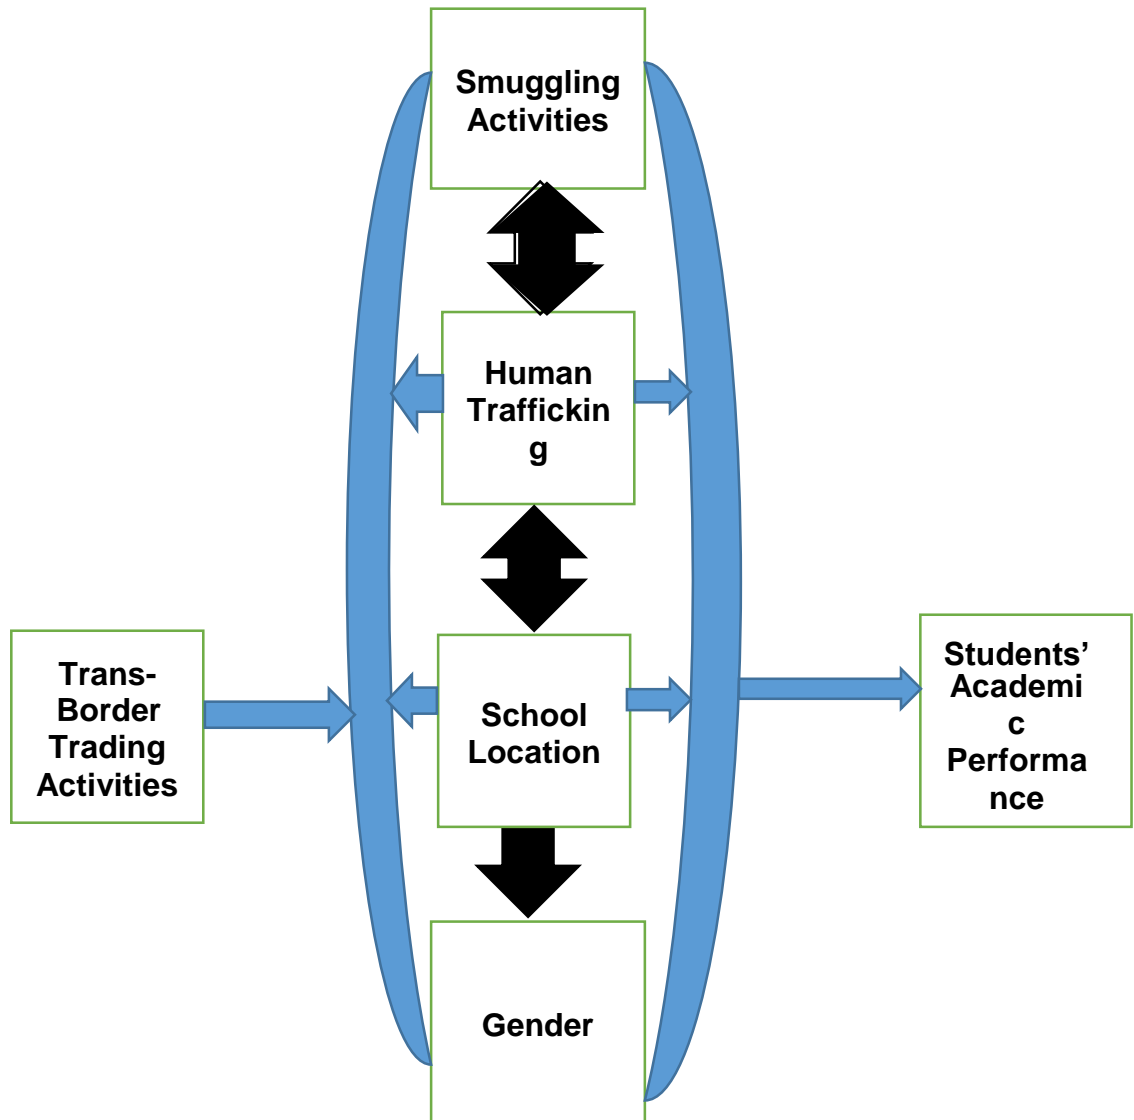 Smuggling
Activities
Human
Traffickin
g
Trans-
Border
Trading
Activities
School
Location
Students’
Academi
c
Performa
nce
Gender